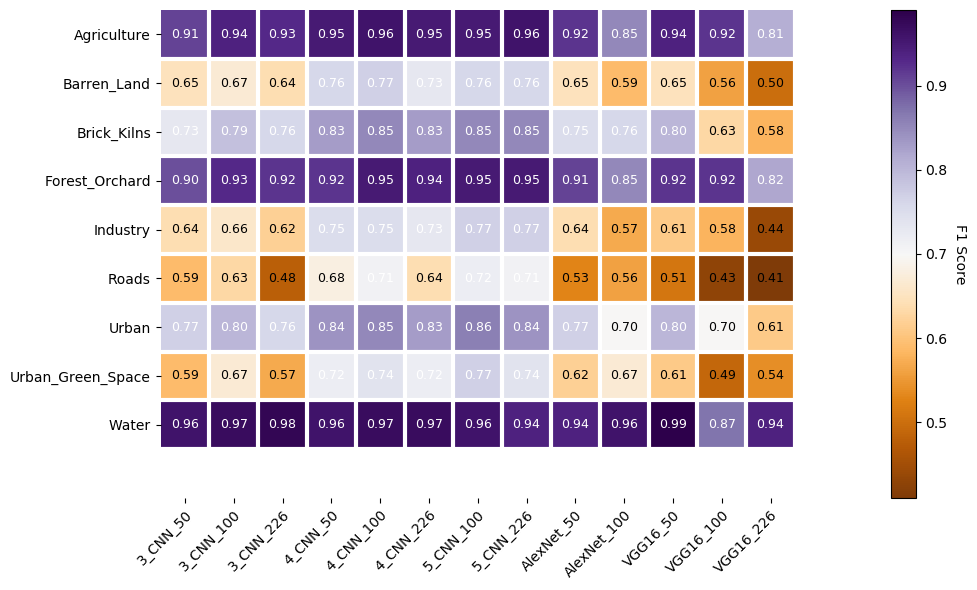 Agriculture 0.91 0.94 0.93 0.95 0.96 0.95 0.95 0.96 0.92 0.85 0.94 0.92 0.81
Barren_Land 0.65 0.67 0.64 0.76 0.77 0.73 0.76 0.76 0.65 0.59 0.65 0.56 0.50
Brick_Kilns 0.73 0.79 0.76 0.83 0.85 0.83 0.85 0.85 0.75 0.76 0.80 0.63 0.58
Forest_Orchard 0.90 0.93 0.92 0.92 0.95 0.94 0.95 0.95 0.91 0.85 0.92 0.92 0.82
Industry 0.64 0.66 0.62 0.75 0.75 0.73 0.77 0.77 0.64 0.57 0.61 0.58 0.44
Roads 0.59 0.63 0.48 0.68 0.71 0.64 0.72 0.71 0.53 0.56 0.51 0.43 0.41
Urban 0.77 0.80 0.76 0.84 0.85 0.83 0.86 0.84 0.77 0.70 0.80 0.70 0.61
Urban_Green_Space 0.59 0.67 0.57 0.72 0.74 0.72 0.77 0.74 0.62 0.67 0.61 0.49 0.54
Water 0.96 0.97 0.98 0.96 0.97 0.97 0.96 0.94 0.94 0.96 0.99 0.87 0.94
3_CNN_50
3_CNN_100
3_CNN_226
4_CNN_50
4_CNN_100
4_CNN_226
5_CNN_100
5_CNN_226
AlexNet_50
AlexNet_100
VGG16_50
VGG16_100
VGG16_226
0.9
0.8
0.7
0.6
0.5
F1 Score